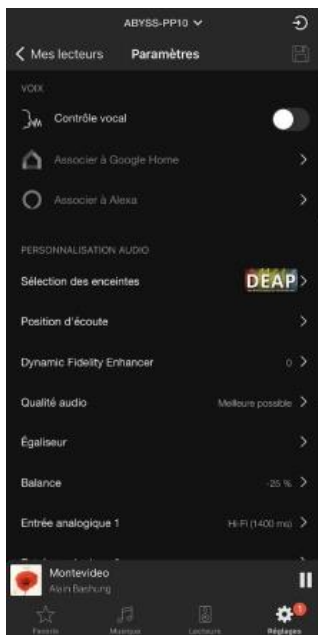 ABYSS-PP10
Mes lecteurs Paramètres
VOIX
Contrôle vocal
Associer à Google Home
Associer à Alexa
PERSONNALISATION AUDIO
Sélection des enceintes DEAP
Position d'écoute
Dynamic Fidelity Enhancer 0
Qualité audio Meilleure possible
Égaliseur
Balance -25 %
Entrée analogique 1 Hi-Fi (1400 ms)
Montevideo
Alain Bashung
1
Favoris Musique Lecteurs Réglages